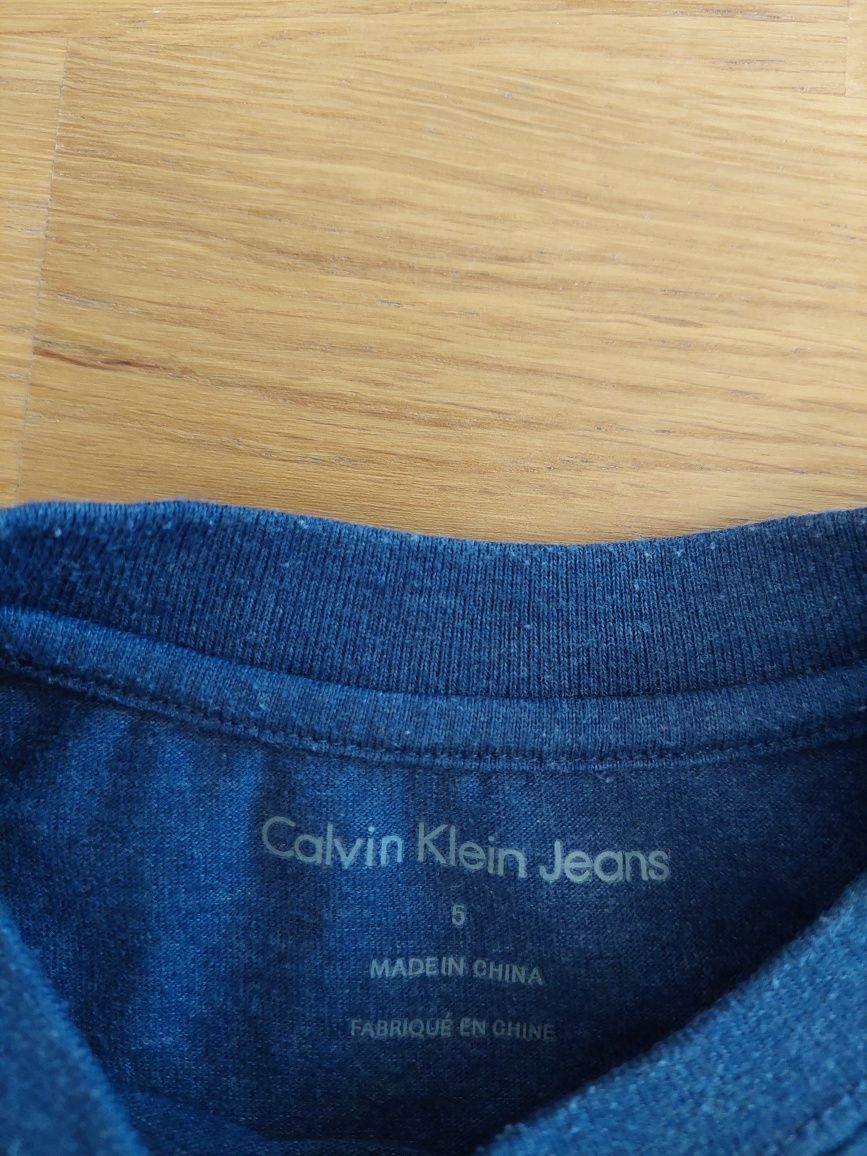 Calvin Klein Jeans
5
MADE IN CHINA
FABRIQUÉ EN CHINE